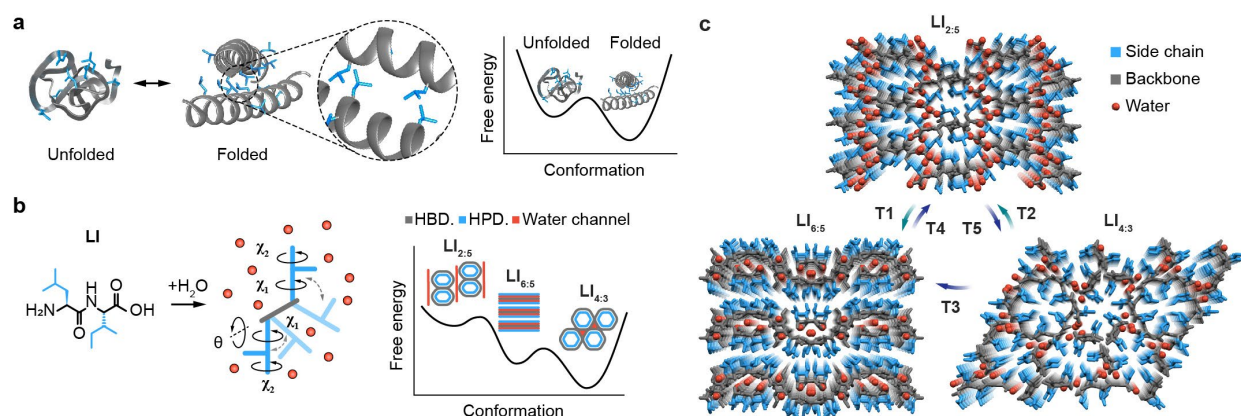 a
Unfolded
Folded
Free energy
Unfolded
Folded
Conformation
b
LI
H₂N
H
N
O
O
OH
+H₂O
χ₂
χ₁
χ₁
θ
χ₂
HBD. HPD. Water channel
Free energy
LI₂:₅
LI₆:₅
LI₄:₃
Conformation
c
LI₂:₅
Side chain
Backbone
Water
T1
T4
T5
T2
LI₆:₅
LI₄:₃
T3